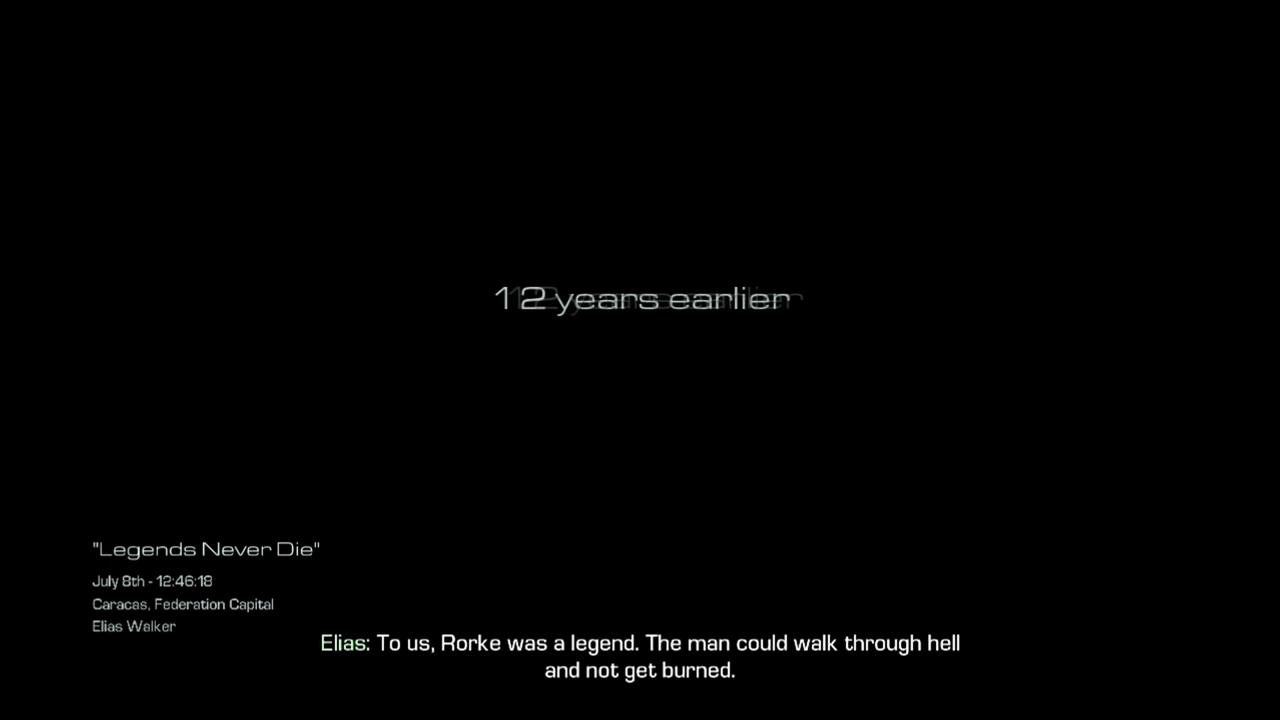 12 years earlier
"Legends Never Die"
July 8th - 12:46:18
Caracas, Federation Capital
Elias Walker
Elias: To us, Rorke was a legend. The man could walk through hell
and not get burned.